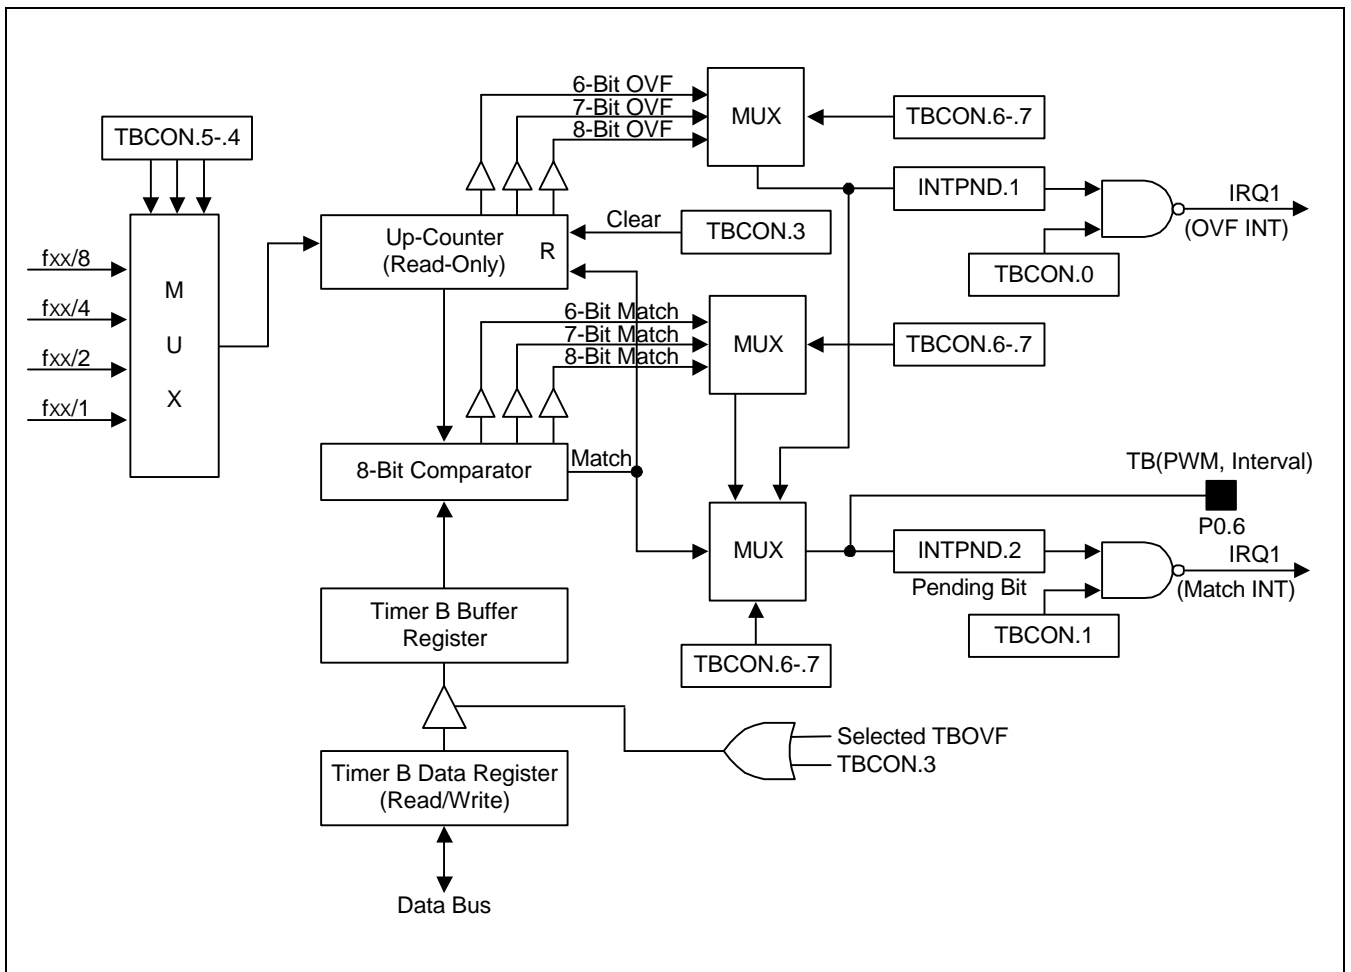 6-Bit OVF
7-Bit OVF
8-Bit OVF
MUX
TBCON.6-.7
TBCON.5-.4
INTPND.1
IRQ1
(OVF INT)
Clear
TBCON.3
Up-Counter
(Read-Only)
R
TBCON.0
fxx/8
fxx/4
fxx/2
fxx/1
M
U
X
6-Bit Match
7-Bit Match
8-Bit Match
MUX
TBCON.6-.7
8-Bit Comparator
Match
TB(PWM, Interval)
P0.6
MUX
INTPND.2
Pending Bit
IRQ1
(Match INT)
TBCON.1
Timer B Buffer
Register
TBCON.6-.7
Selected TBOVF
TBCON.3
Timer B Data Register
(Read/Write)
Data Bus